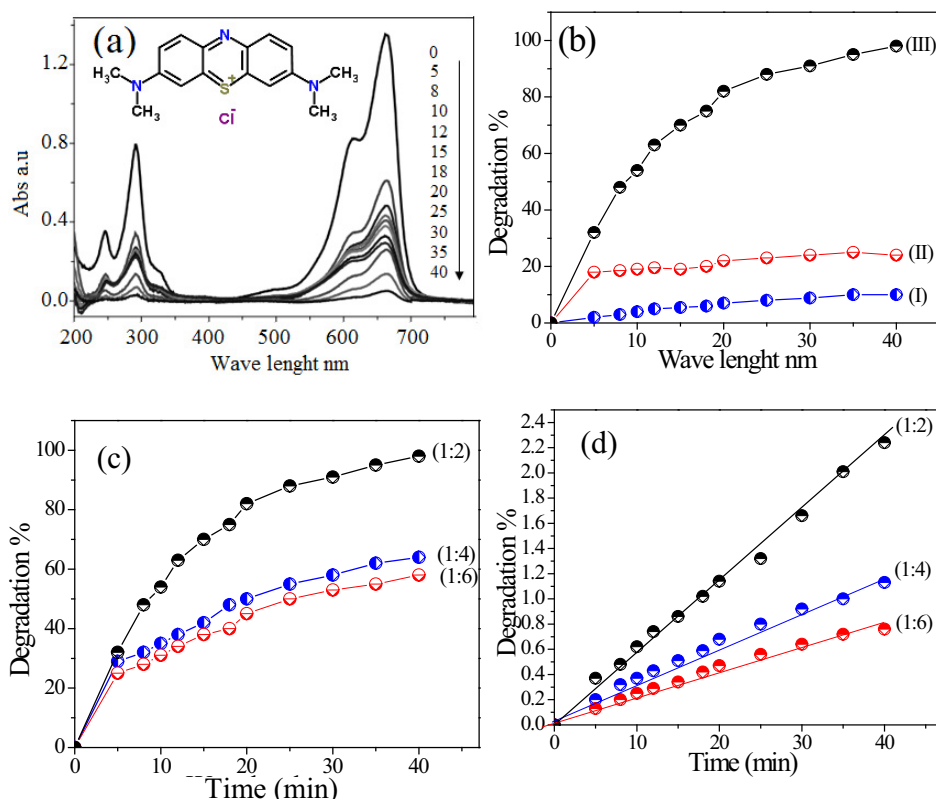 (a)
N
H₃C
CH₃
N
N
S⁺
CH₃
CH₃
Cl⁻
0
5
8
10
12
15
18
20
25
30
35
40
1.2
0.8
0.4
0.0
Abs a.u
200 300 400 500 600 700
Wave lenght nm
(b)
(III)
(II)
(I)
100
80
60
40
20
0
Degradation %
0 10 20 30 40
Wave lenght nm
(c)
(1:2)
(1:4)
(1:6)
100
80
60
40
20
0
Degradation %
0 10 20 30 40
Time (min)
(d)
(1:2)
(1:4)
(1:6)
2.4
2.2
2.0
1.8
1.6
1.4
1.2
1.0
0.8
0.6
0.4
0.2
0.0
Degradation %
0 10 20 30 40
Time (min)